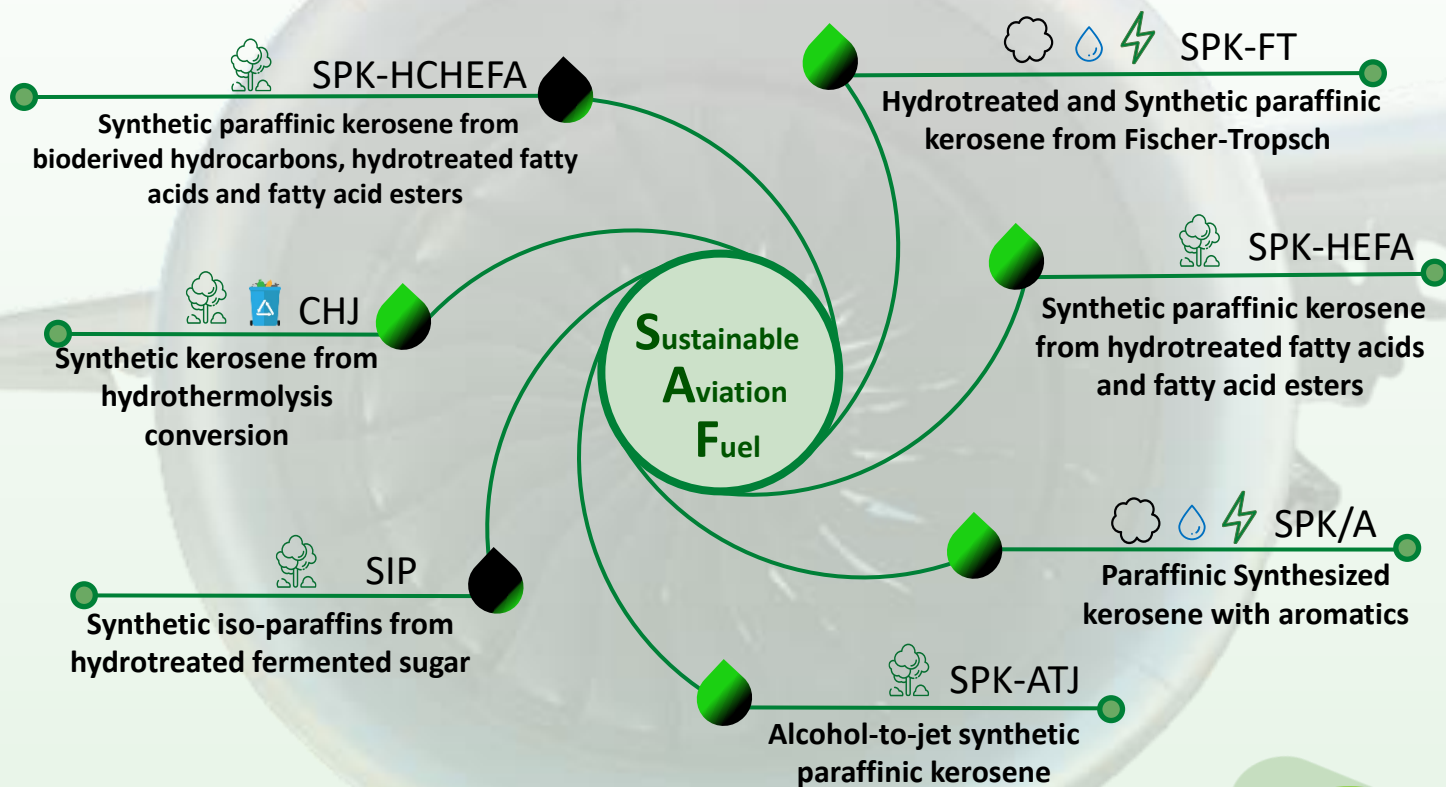 SPK-HCHEFA
Synthetic paraffinic kerosene from
bioderived hydrocarbons, hydrotreated fatty
acids and fatty acid esters
SPK-FT
Hydrotreated and Synthetic paraffinic
kerosene from Fischer-Tropsch
SPK-HEFA
Synthetic paraffinic kerosene
from hydrotreated fatty acids
and fatty acid esters
CHJ
Synthetic kerosene from
hydrothermolysis
conversion
Sustainable
Aviation
Fuel
SPK/A
Paraffinic Synthesized
kerosene with aromatics
SIP
Synthetic iso-paraffins from
hydrotreated fermented sugar
SPK-ATJ
Alcohol-to-jet synthetic
paraffinic kerosene